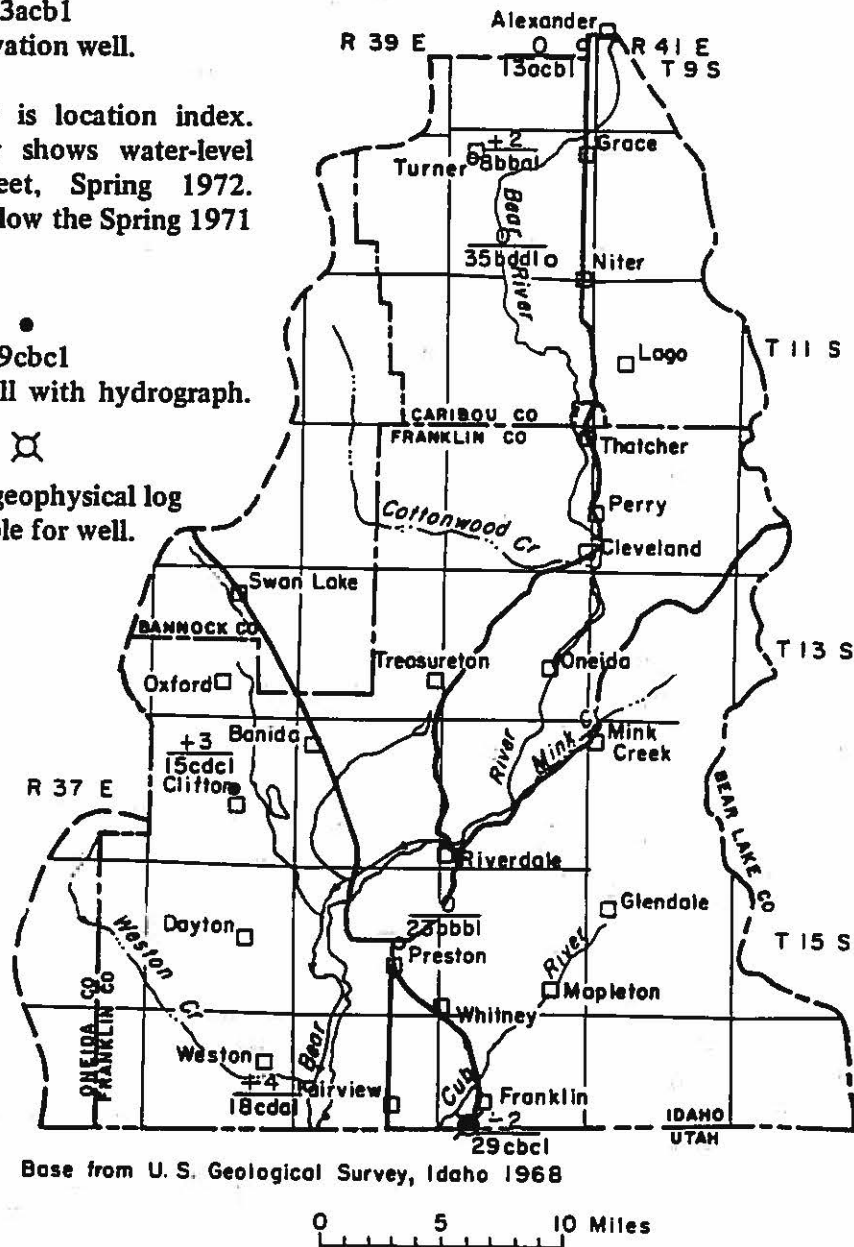 3acb1
vation well.
is location index.
shows water-level
eet, Spring 1972.
low the Spring 1971
9cbc1
ll with hydrograph.
geophysical log
ble for well.
Alexander
R 39 E
0
13acb1
R 41 E
T 9 S
+2
8bba1
Turner
Grace
Bear River
35bdd1
0
Niter
Lago
T 11 S
CARIBOU CO
FRANKLIN CO
Thatcher
Perry
Cottonwood Cr
Cleveland
Swan Lake
BANNOCK CO
T 13 S
Treasureton
Oneida
Oxford
River
Mink C
Mink
Creek
Banida
+3
15cdc1
Clifton
R 37 E
BEAR LAKE CO
Riverdale
Glendale
23bbb1
Dayton
Weston Cr
Preston
T 15 S
River
Mapleton
Whitney
ONEIDA CO
FRANKLIN CO
Weston
Bear
+4
18cda1
airview
Cub
Franklin
-2
29cbc1
IDAHO
UTAH
Base from U. S. Geological Survey, Idaho 1968
0 5 10 Miles